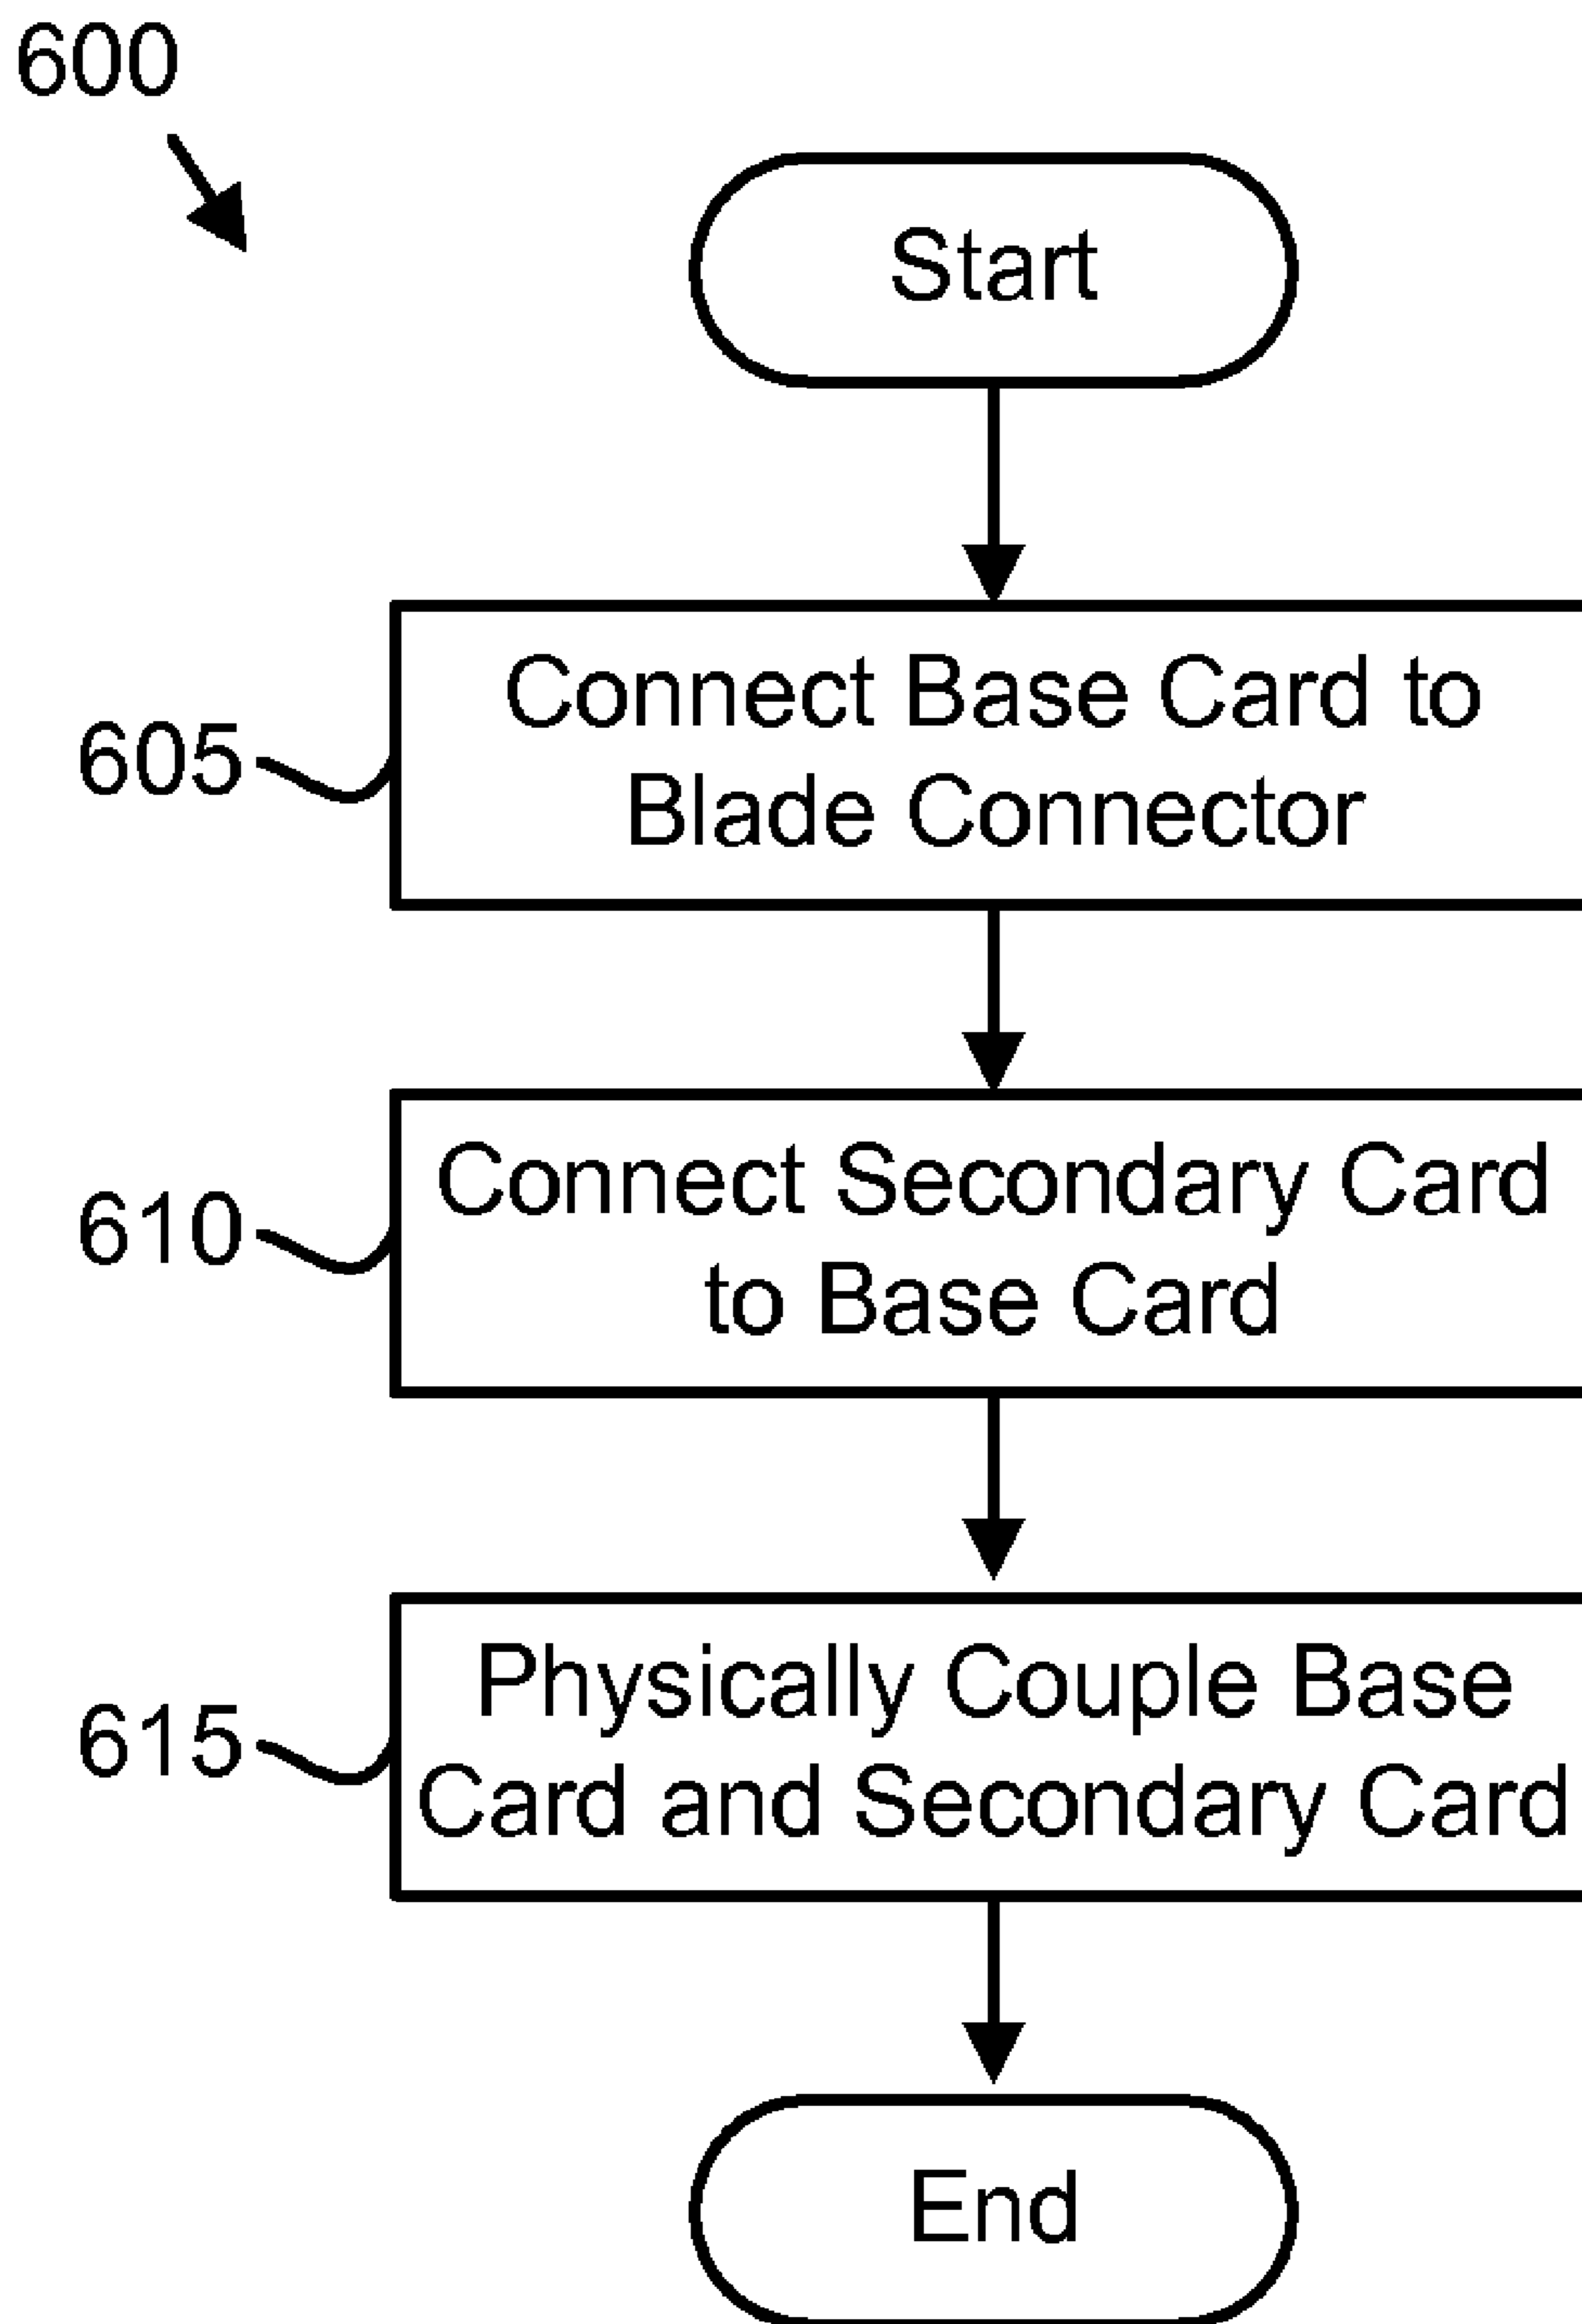 600
Start
605
Connect Base Card to
Blade Connector
610
Connect Secondary Card
to Base Card
615
Physically Couple Base
Card and Secondary Card
End